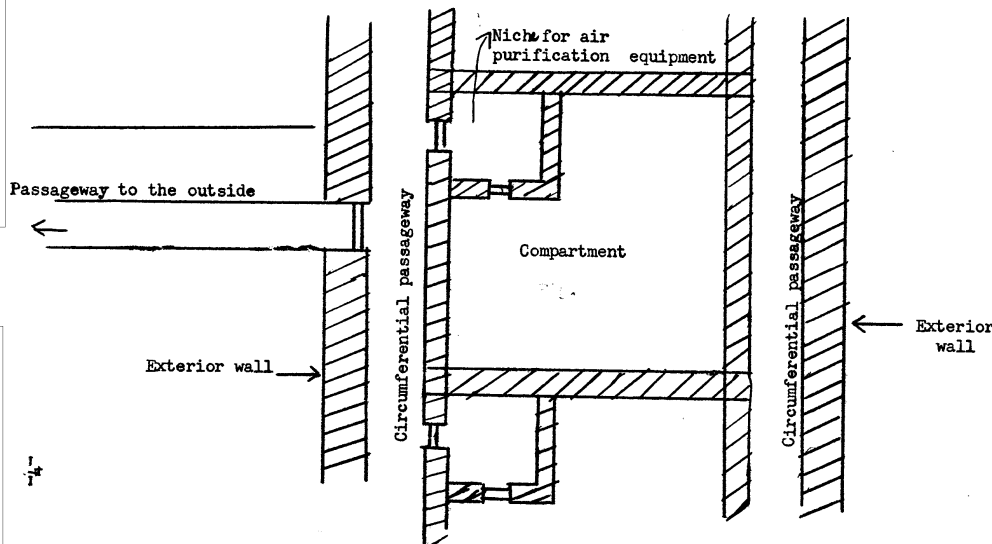 Niche for air
purification equipment
Passageway to the outside
Circumferential passageway
Compartment
Circumferential passageway
Exterior
wall
Exterior wall